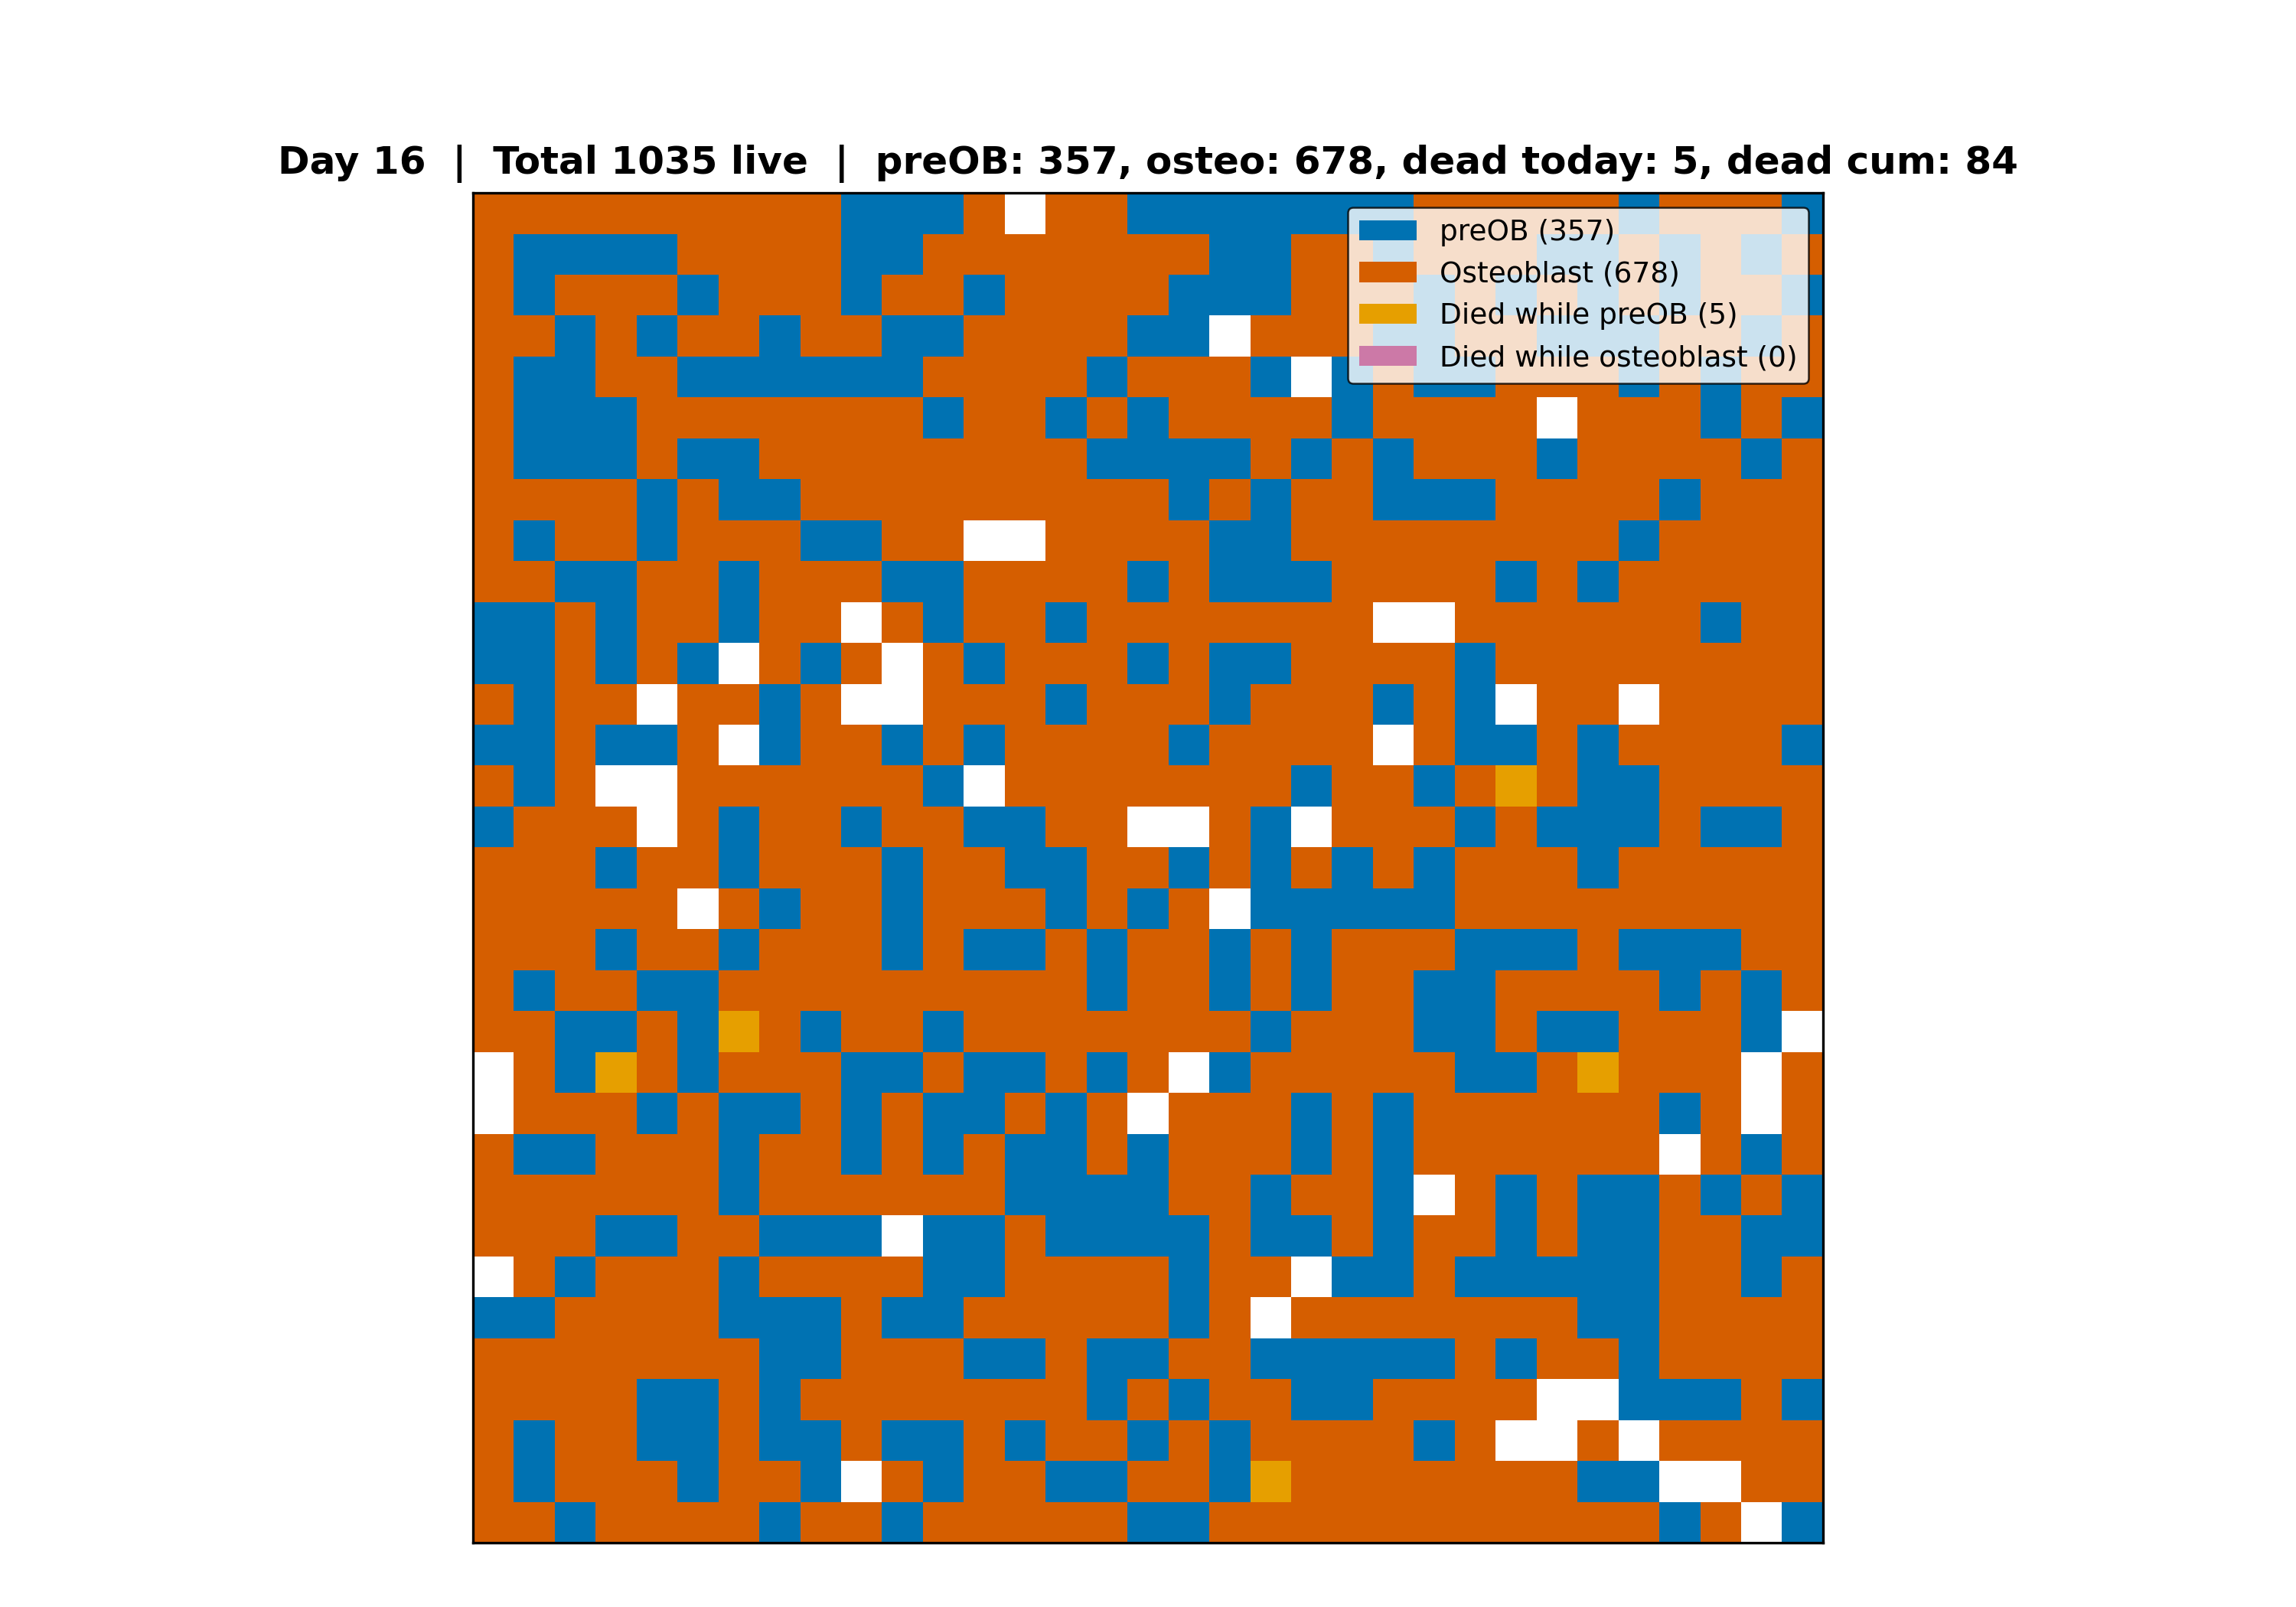 Day 16 | Total 1035 live | preOB: 357, osteo: 678, dead today: 5, dead cum: 84
preOB (357)
Osteoblast (678)
Died while preOB (5)
Died while osteoblast (0)